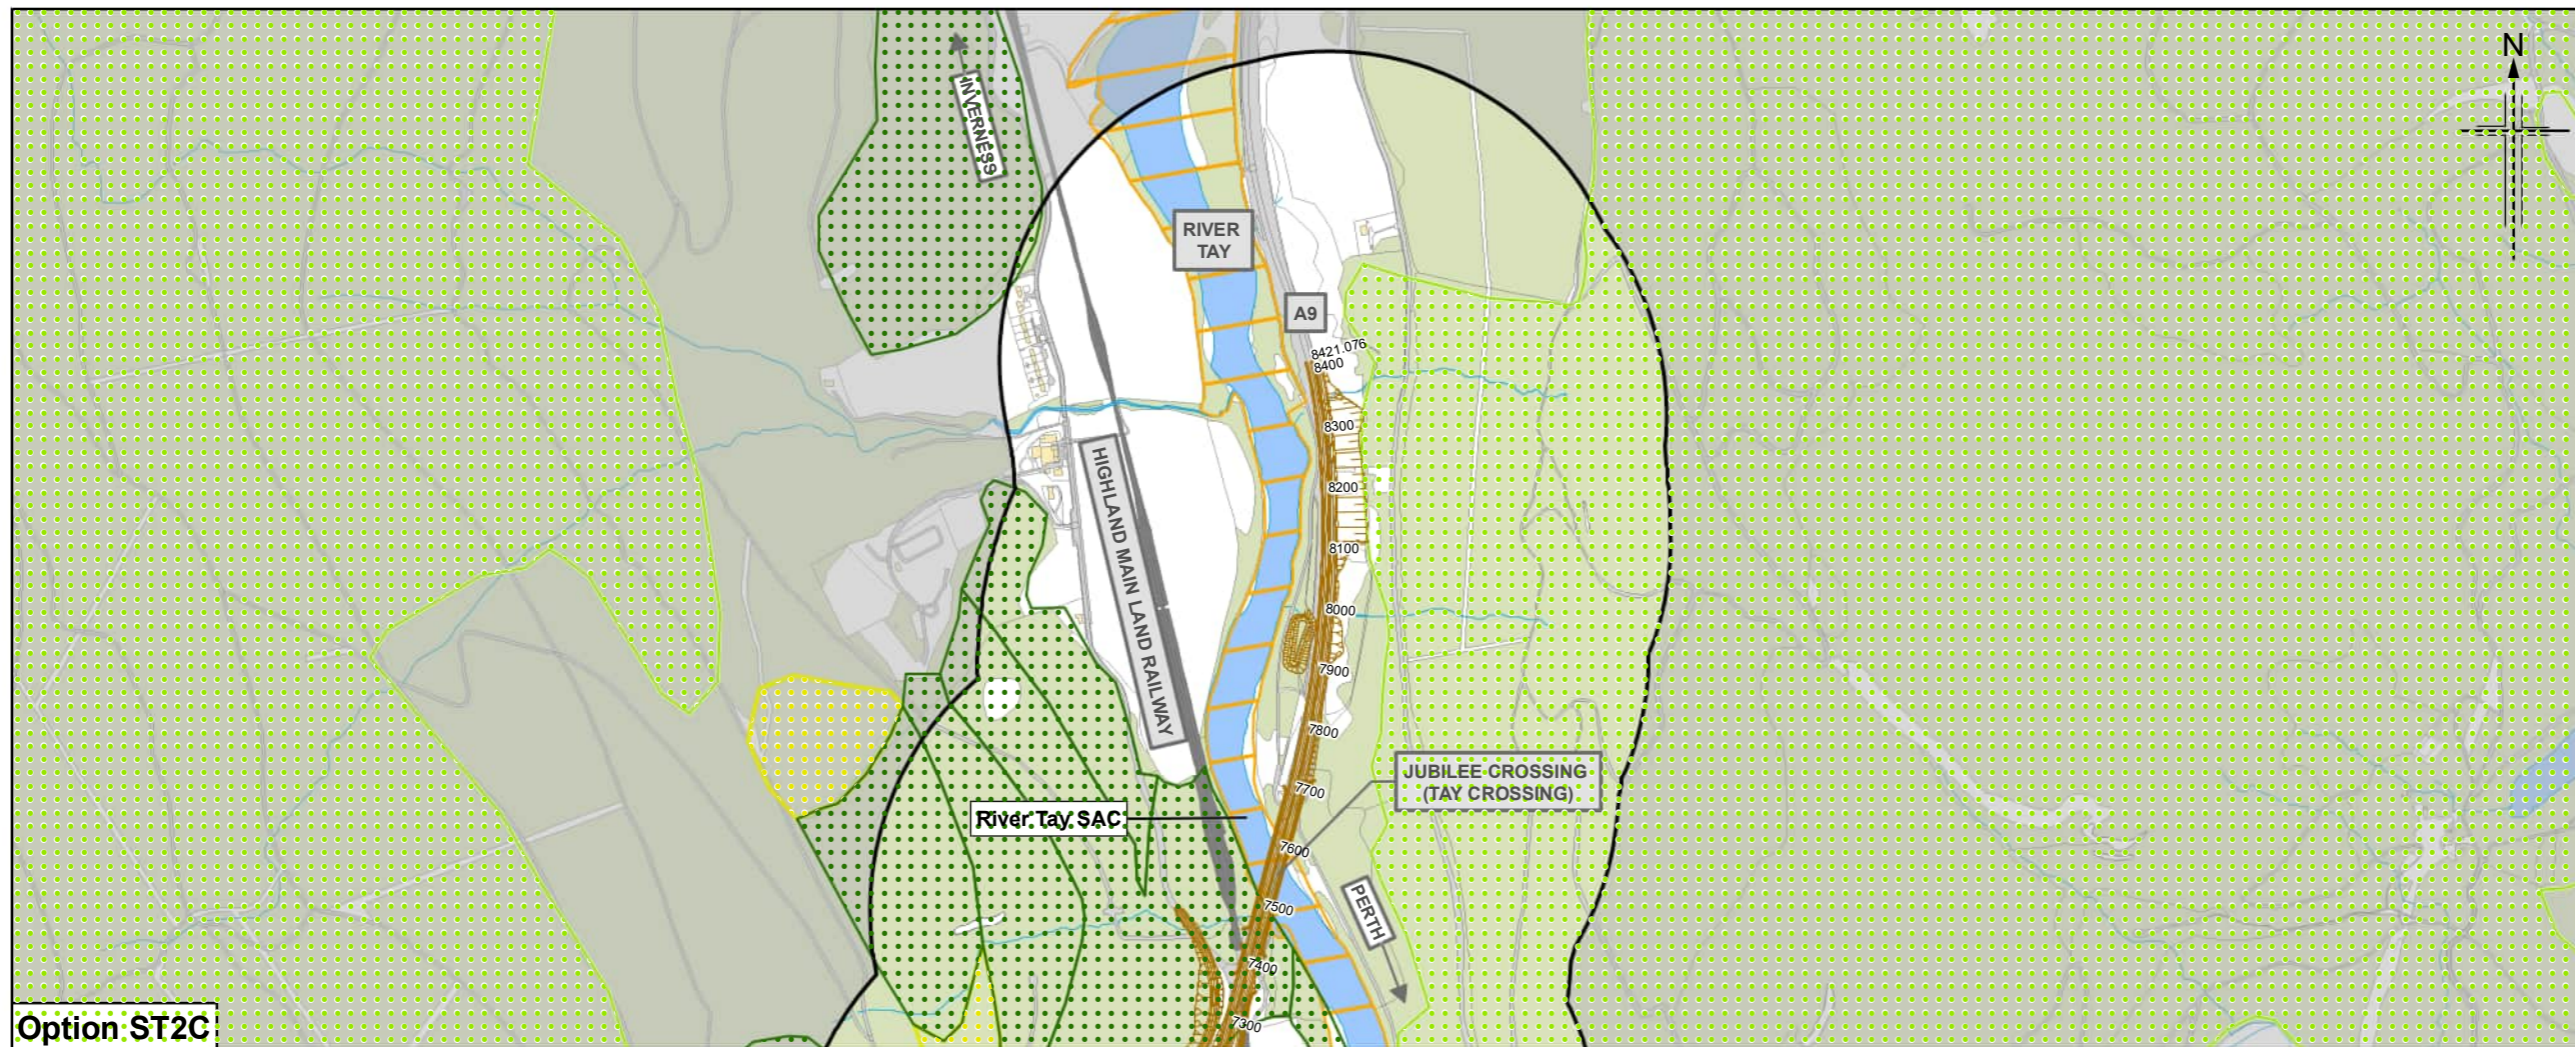 N
INVERNESS
RIVER
TAY
A9
8421.076
8400
8300
HIGHLAND MAIN LAND RAILWAY
8200
8100
8000
7900
7800
JUBILEE CROSSING
(TAY CROSSING)
7700
River Tay SAC
7600
PERTH
7500
7400
7300
Option ST2C